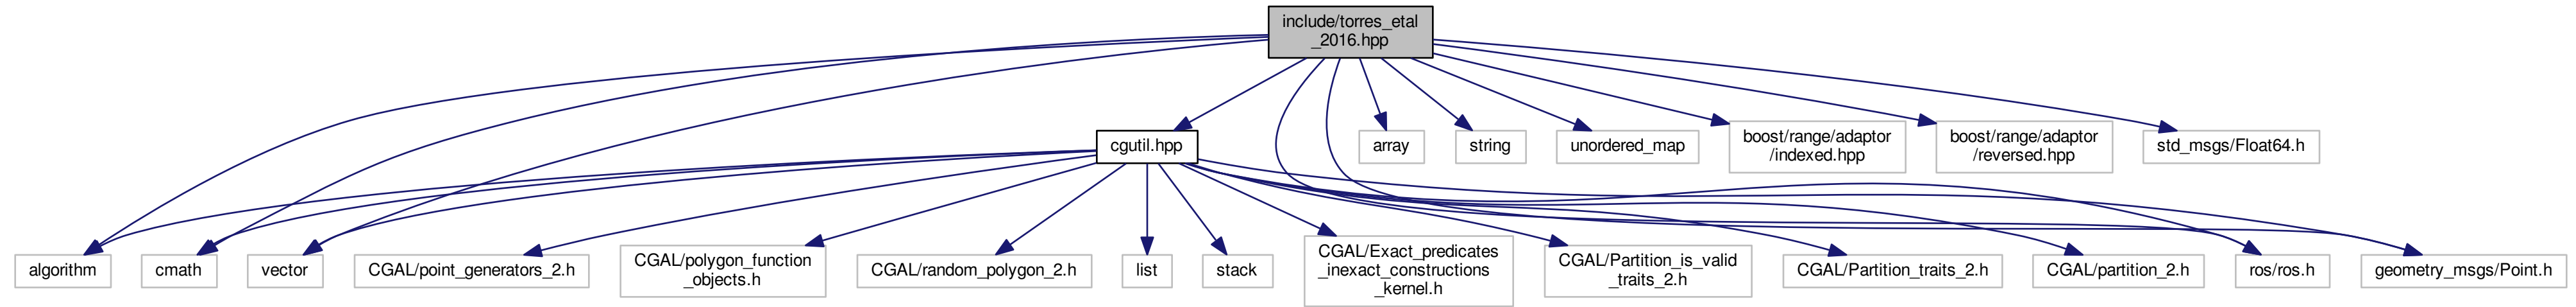 include/torres_etal
_2016.hpp
cgutil.hpp
array
string
unordered_map
boost/range/adaptor
/indexed.hpp
boost/range/adaptor
/reversed.hpp
std_msgs/Float64.h
algorithm
cmath
vector
CGAL/point_generators_2.h
CGAL/polygon_function
_objects.h
CGAL/random_polygon_2.h
list
stack
CGAL/Exact_predicates
_inexact_constructions
_kernel.h
CGAL/Partition_is_valid
_traits_2.h
CGAL/Partition_traits_2.h
CGAL/partition_2.h
ros/ros.h
geometry_msgs/Point.h